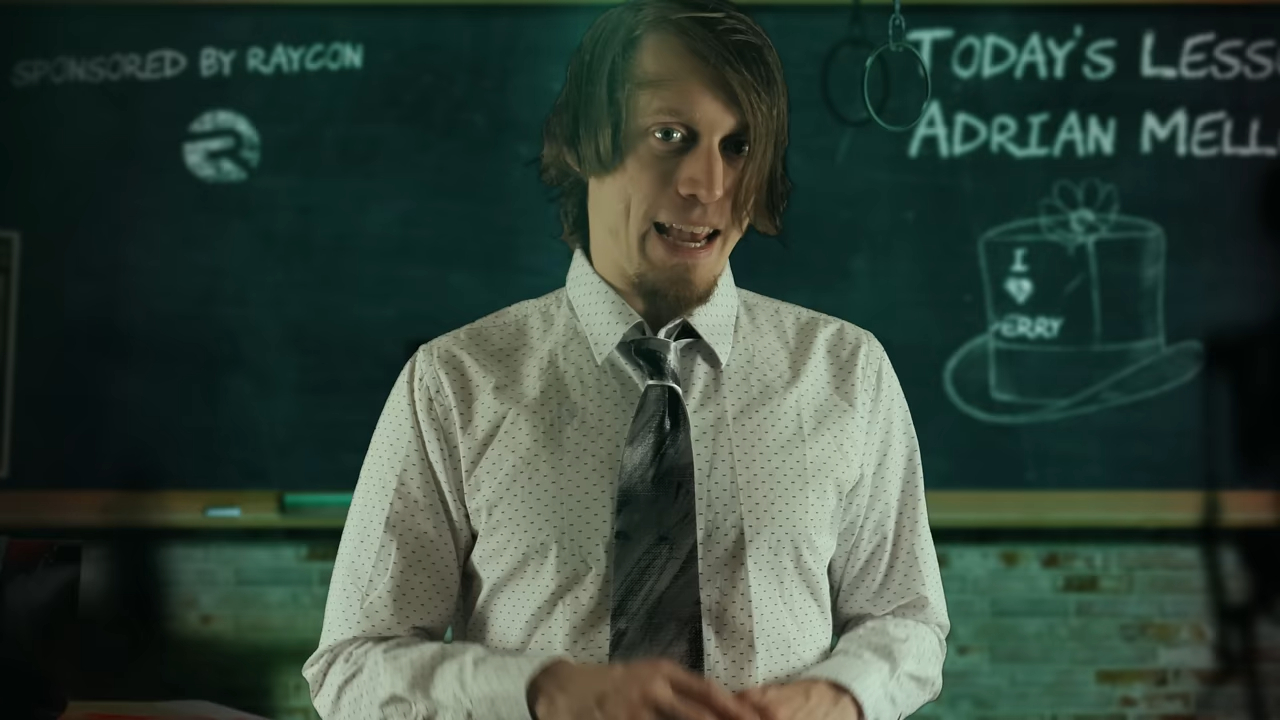 SPONSORED BY RAYCON
TODAY'S LESS
ADRIAN MELL
I
ERRY